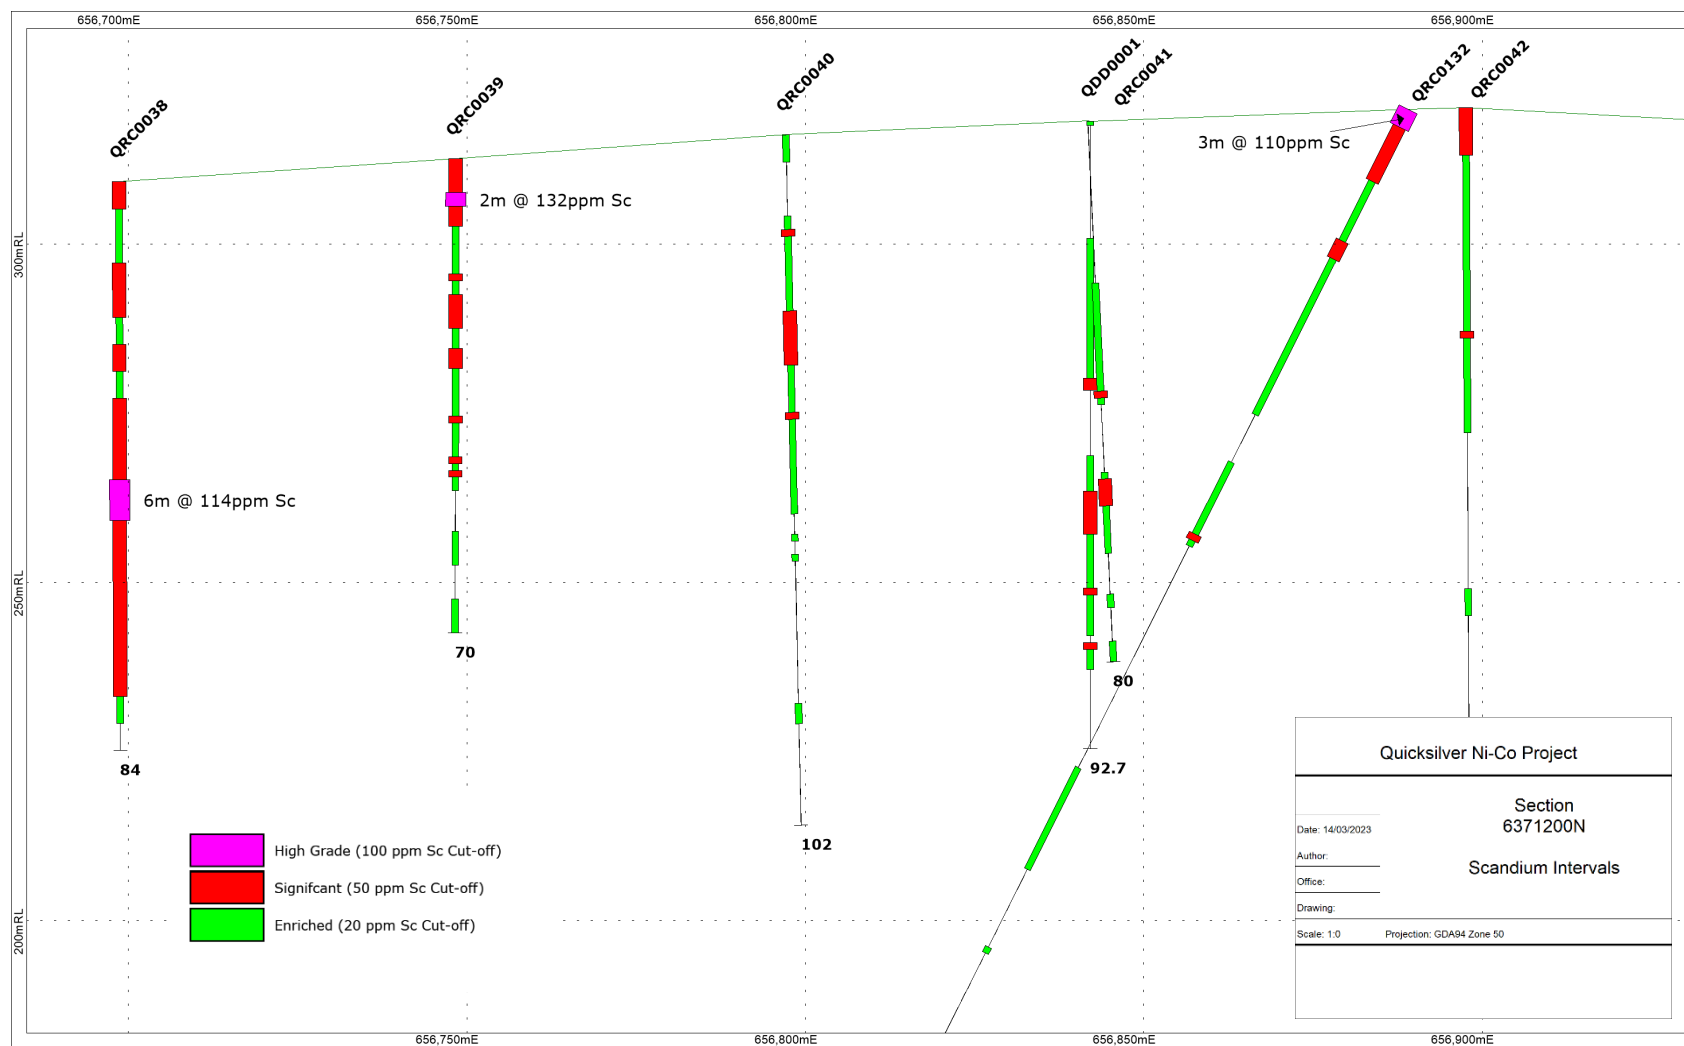 656,700mE
656,750mE
656,800mE
656,850mE
656,900mE
QRC0038
QRC0039
QRC0040
QDD0001
QRC0041
QRC0132
QRC0042
3m @ 110ppm Sc
2m @ 132ppm Sc
300mRL
6m @ 114ppm Sc
250mRL
70
80
84
92.7
102
200mRL
High Grade (100 ppm Sc Cut-off)
Signifcant (50 ppm Sc Cut-off)
Enriched (20 ppm Sc Cut-off)
Quicksilver Ni-Co Project
Section
6371200N
Scandium Intervals
Date: 14/03/2023
Author:
Office:
Drawing:
Scale: 1:0
Projection: GDA94 Zone 50
656,750mE
656,800mE
656,850mE
656,900mE